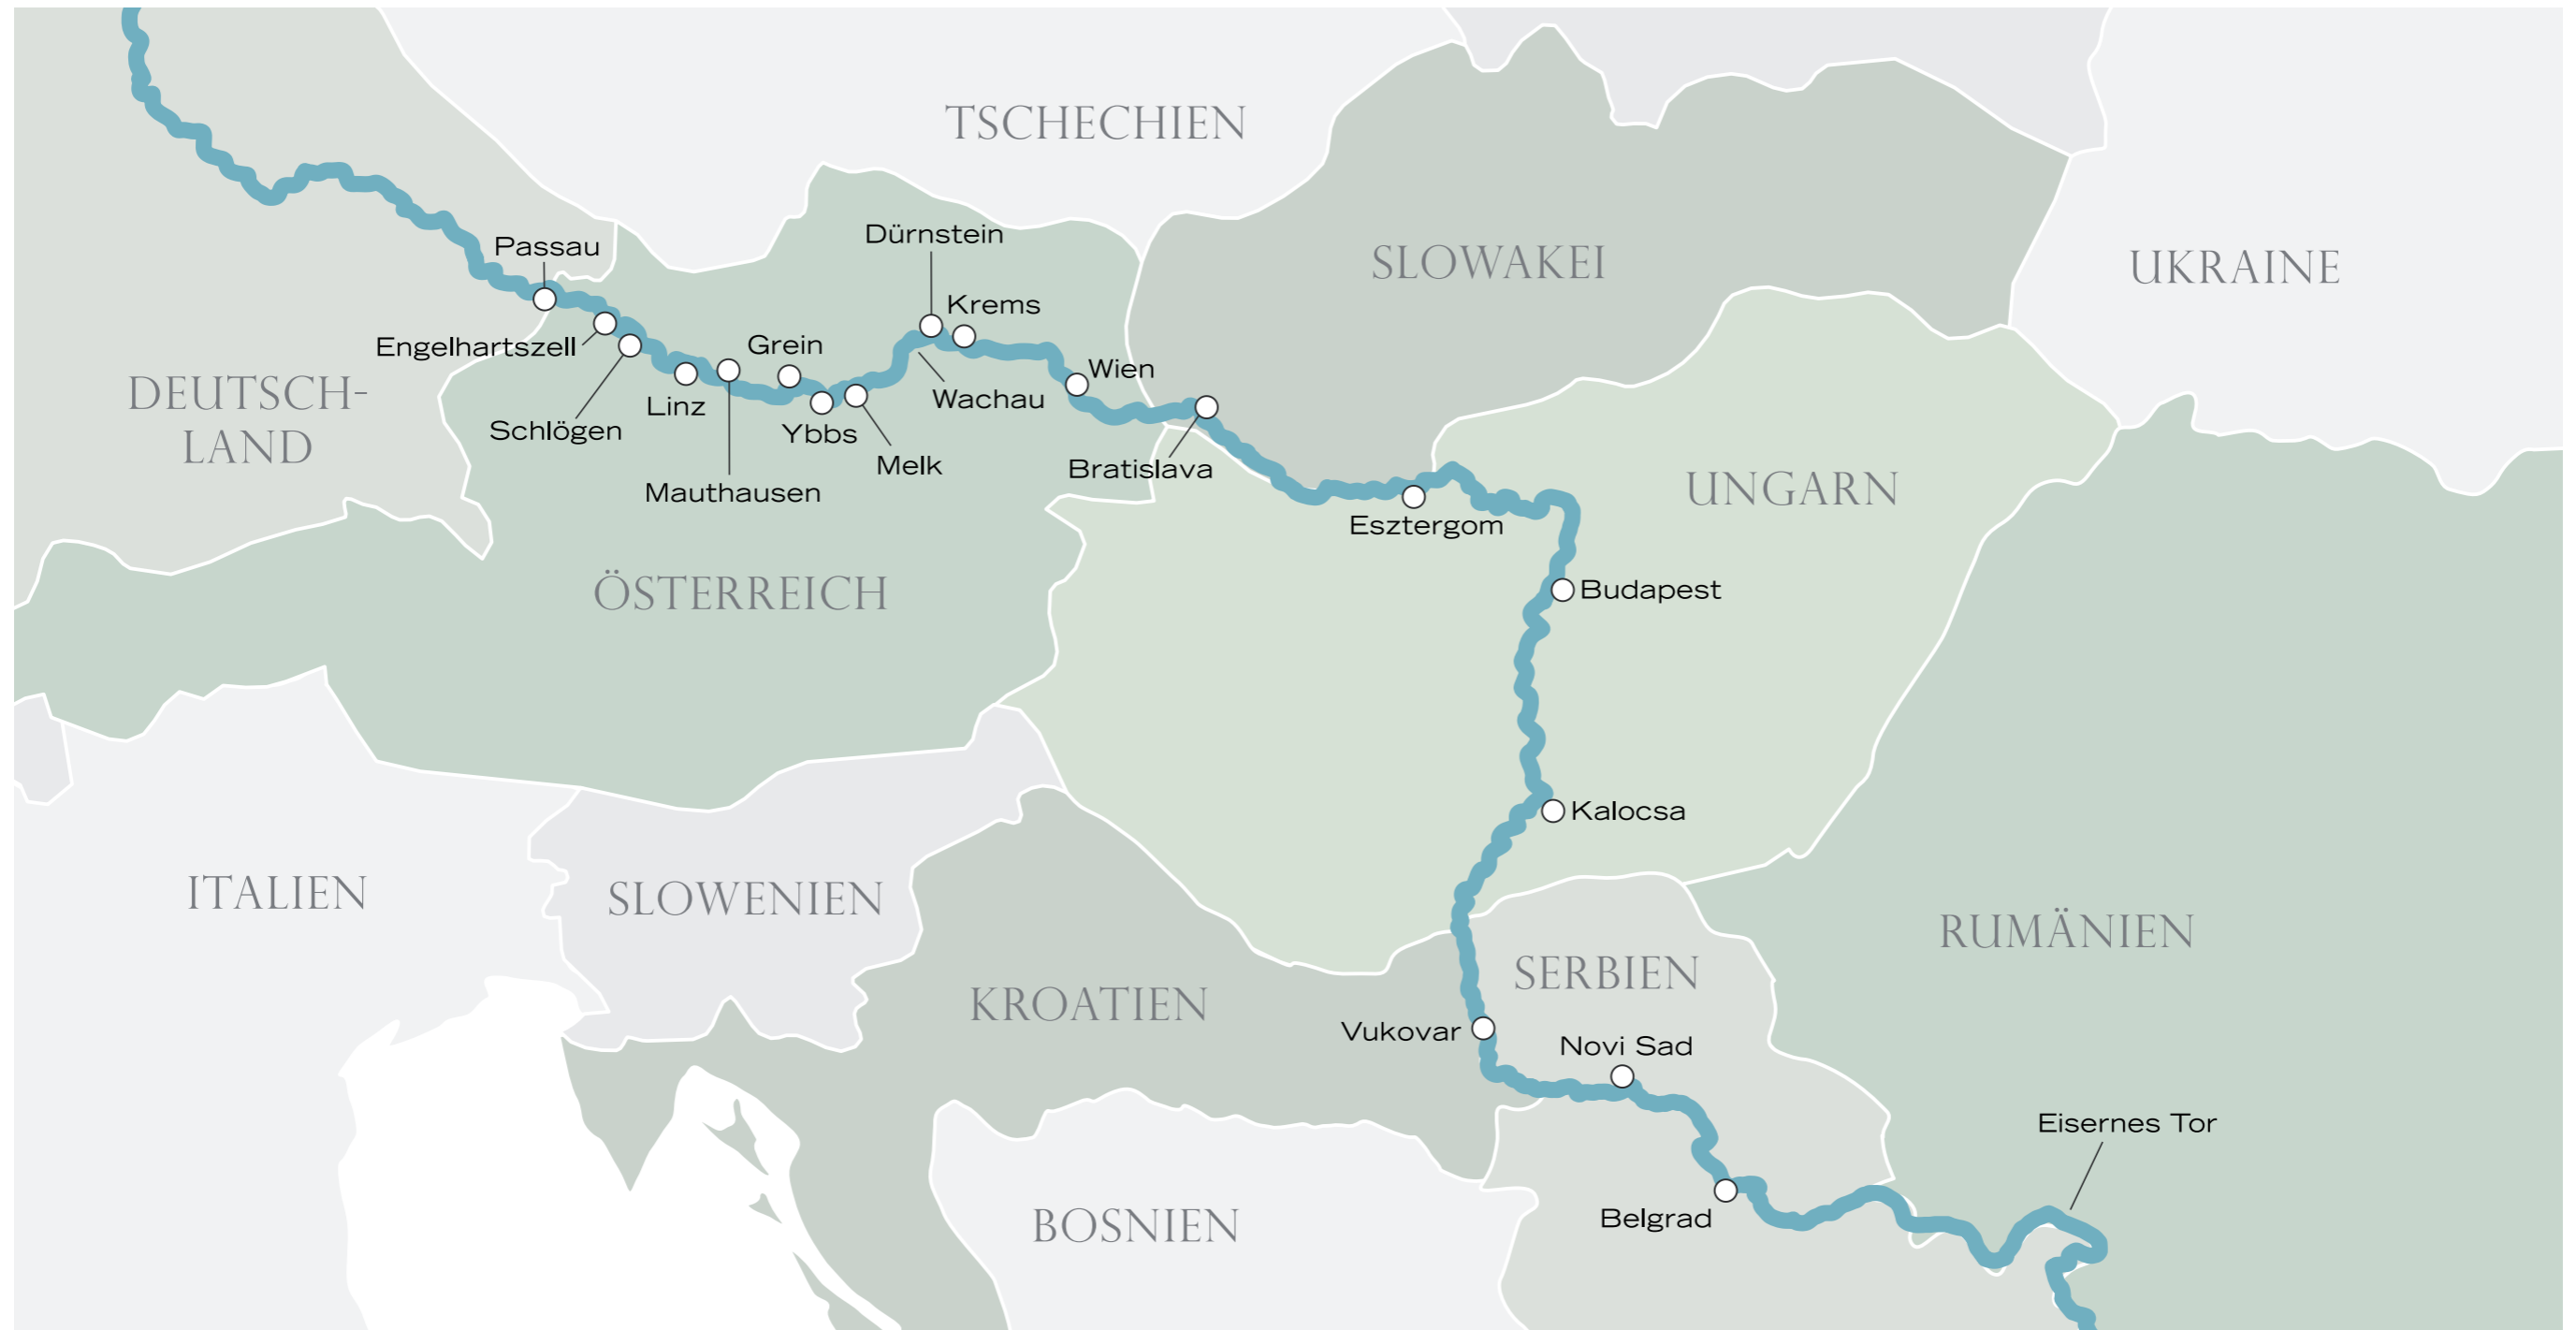 TSCHECHIEN
Dürnstein
Passau
SLOWAKEI
UKRAINE
Krems
Engelhartszell
Grein
Wien
DEUTSCH-
LAND
Wachau
Linz
Schlögen
Ybbs
Melk
Bratislava
Mauthausen
UNGARN
Esztergom
ÖSTERREICH
Budapest
Kalocsa
ITALIEN
SLOWENIEN
RUMÄNIEN
SERBIEN
KROATIEN
Vukovar
Novi Sad
Eisernes Tor
Belgrad
BOSNIEN